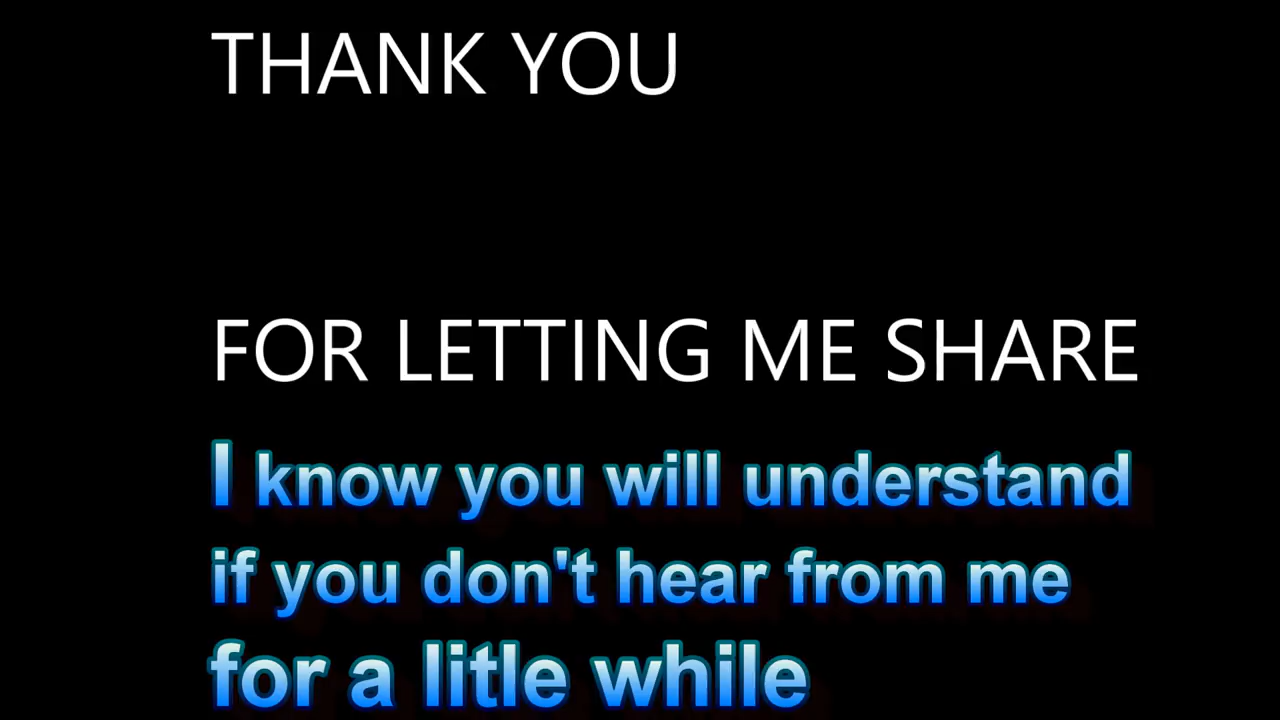 THANK YOU
FOR LETTING ME SHARE
I know you will understand
if you don't hear from me
for a litle while